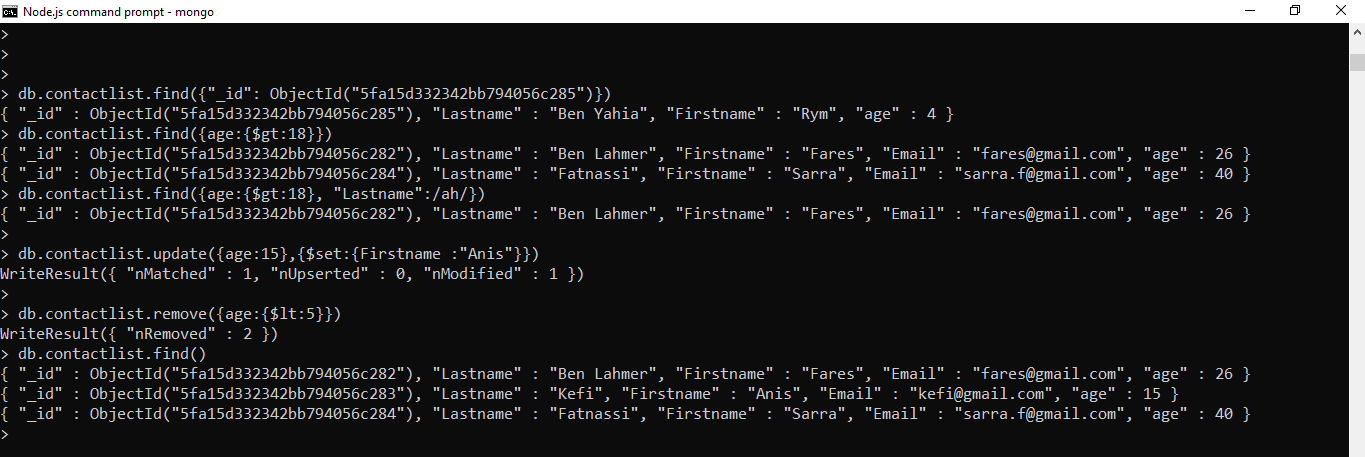 Node.js command prompt - mongo
>
>
>
> db.contactlist.find({"_id": ObjectId("5fa15d332342bb794056c285")})
{ "_id" : ObjectId("5fa15d332342bb794056c285"), "Lastname" : "Ben Yahia", "Firstname" : "Rym", "age" : 4 }
> db.contactlist.find({age:{$gt:18}})
{ "_id" : ObjectId("5fa15d332342bb794056c282"), "Lastname" : "Ben Lahmer", "Firstname" : "Fares", "Email" : "fares@gmail.com", "age" : 26 }
{ "_id" : ObjectId("5fa15d332342bb794056c284"), "Lastname" : "Fatnassi", "Firstname" : "Sarra", "Email" : "sarra.f@gmail.com", "age" : 40 }
> db.contactlist.find({age:{$gt:18}, "Lastname":/ah/})
{ "_id" : ObjectId("5fa15d332342bb794056c282"), "Lastname" : "Ben Lahmer", "Firstname" : "Fares", "Email" : "fares@gmail.com", "age" : 26 }
>
> db.contactlist.update({age:15},{$set:{Firstname :"Anis"}})
WriteResult({ "nMatched" : 1, "nUpserted" : 0, "nModified" : 1 })
>
> db.contactlist.remove({age:{$lt:5}})
WriteResult({ "nRemoved" : 2 })
> db.contactlist.find()
{ "_id" : ObjectId("5fa15d332342bb794056c282"), "Lastname" : "Ben Lahmer", "Firstname" : "Fares", "Email" : "fares@gmail.com", "age" : 26 }
{ "_id" : ObjectId("5fa15d332342bb794056c283"), "Lastname" : "Kefi", "Firstname" : "Anis", "Email" : "kefi@gmail.com", "age" : 15 }
{ "_id" : ObjectId("5fa15d332342bb794056c284"), "Lastname" : "Fatnassi", "Firstname" : "Sarra", "Email" : "sarra.f@gmail.com", "age" : 40 }
>